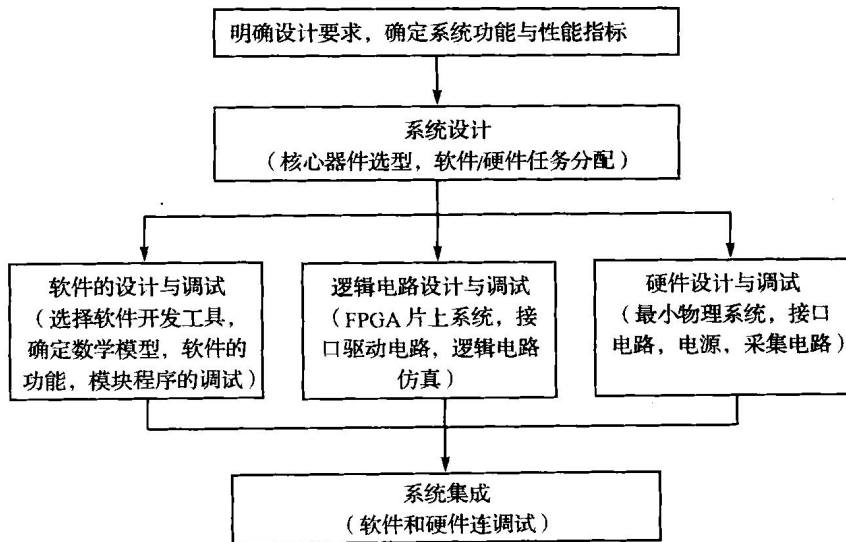 明确设计要求，确定系统功能与性能指标
系统设计
（核心器件选型，软件/硬件任务分配）
软件的设计与调试
（选择软件开发工具，
确定数学模型，软件的
功能，模块程序的调试）
逻辑电路设计与调试
（FPGA片上系统，接
口驱动电路，逻辑电路
仿真）
硬件设计与调试
（最小物理系统，接口
电路，电源，采集电路）
系统集成
（软件和硬件连调试）